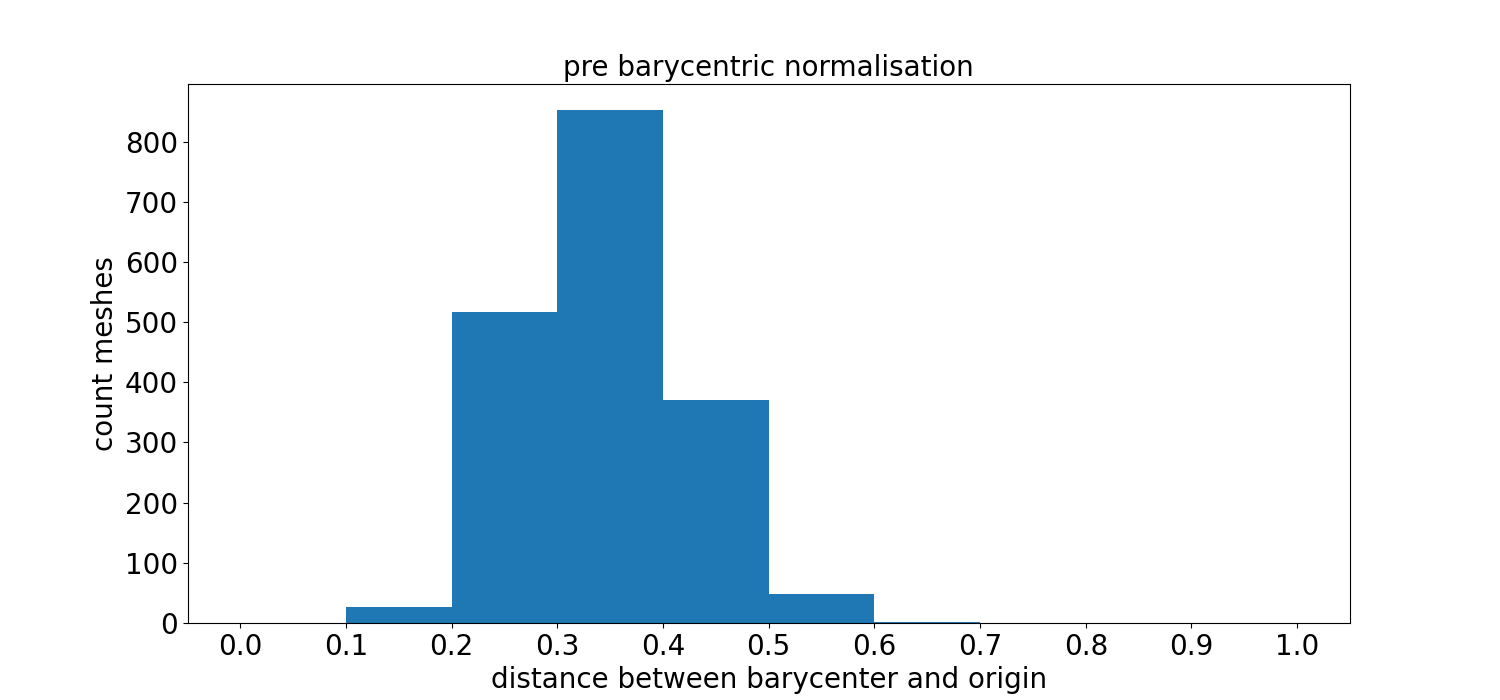 pre barycentric normalisation
count meshes
800
700
600
500
400
300
200
100
0
0.0 0.1 0.2 0.3 0.4 0.5 0.6 0.7 0.8 0.9 1.0
distance between barycenter and origin